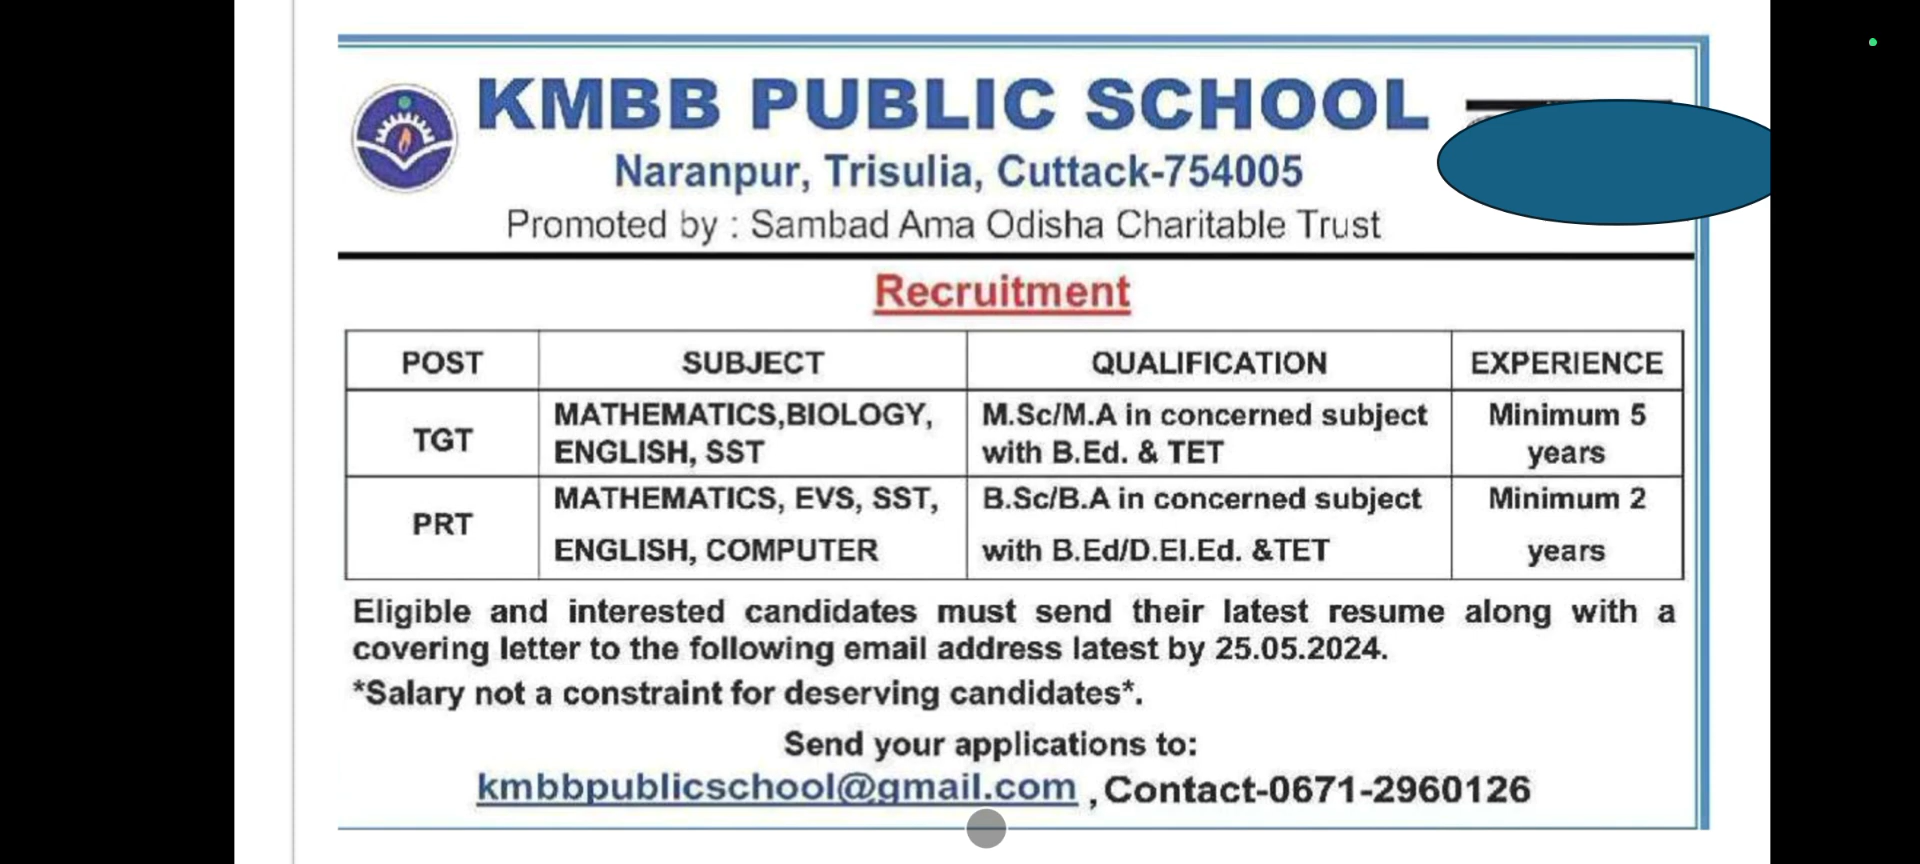 KMBB PUBLIC SCHOOL
Naranpur, Trisulia, Cuttack-754005
Promoted by : Sambad Ama Odisha Charitable Trust
Recruitment
POST SUBJECT QUALIFICATION EXPERIENCE
TGT
MATHEMATICS,BIOLOGY,
ENGLISH, SST
M.Sc/M.A in concerned subject
with B.Ed. & TET
Minimum 5
years
PRT
MATHEMATICS, EVS, SST,
ENGLISH, COMPUTER
B.Sc/B.A in concerned subject
with B.Ed/D.El.Ed. &TET
Minimum 2
years
Eligible and interested candidates must send their latest resume along with a
covering letter to the following email address latest by 25.05.2024.
*Salary not a constraint for deserving candidates*.
Send your applications to:
kmbbpublicschool@gmail.com , Contact-0671-2960126